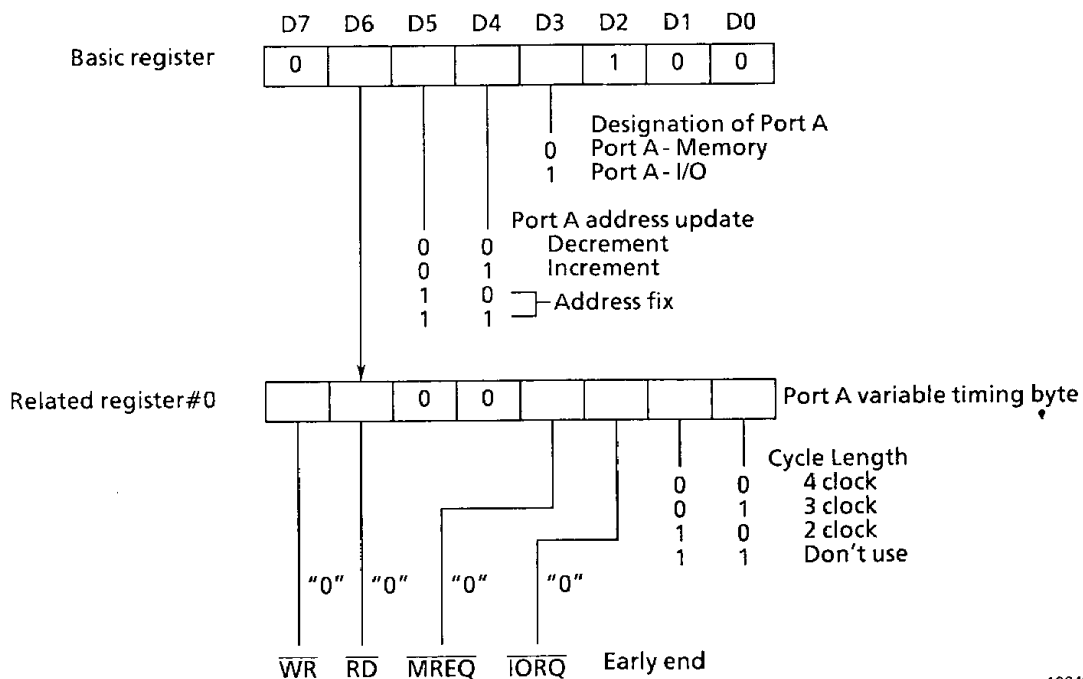 D7 D6 D5 D4 D3 D2 D1 D0
Basic register 0 1 0 0
Designation of Port A
0 Port A - Memory
1 Port A - I/O
Port A address update
0 0 Decrement
0 1 Increment
1 0
Address fix
1 1
Related register#0 0 0 Port A variable timing byte
Cycle Length
0 0 4 clock
0 1 3 clock
1 0 2 clock
1 1 Don't use
"0" "0" "0" "0"
WR RD MREQ IORQ Early end